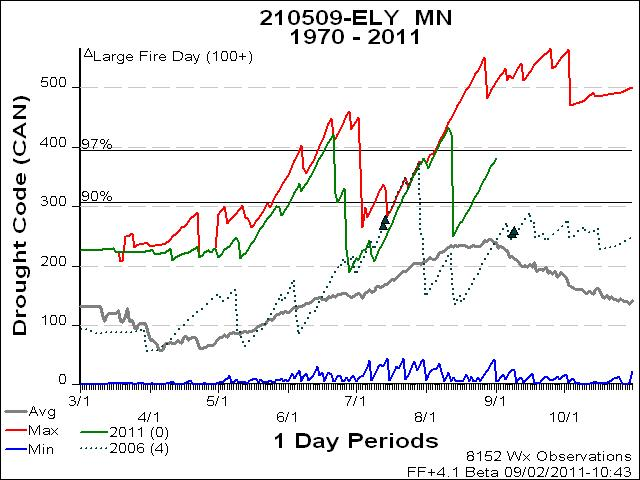 210509-ELY MN
1970 - 2011
Large Fire Day (100+)
Drought Code (CAN)
500
400
97%
300
90%
200
100
0
3/1 4/1 5/1 6/1 7/1 8/1 9/1 10/1
1 Day Periods
Avg
Max 2011 (0)
Min 2006 (4)
8152 Wx Observations
FF+4.1 Beta 09/02/2011-10:43